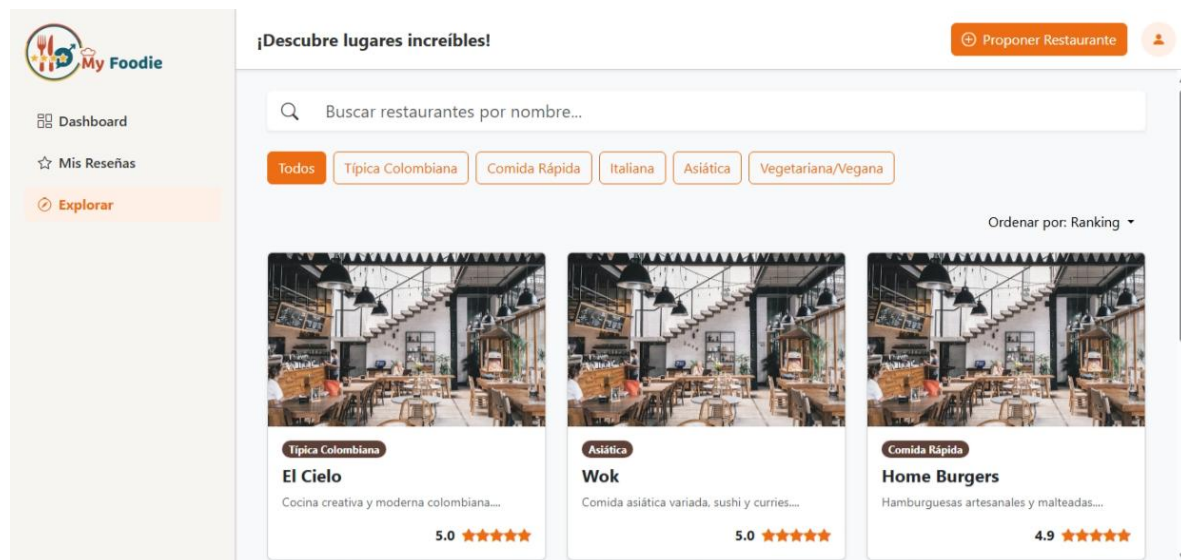 My Foodie
¡Descubre lugares increíbles!
Proponer Restaurante
Dashboard
Mis Reseñas
Explorar
Buscar restaurantes por nombre...
Todos
Típica Colombiana
Comida Rápida
Italiana
Asiática
Vegetariana/Vegana
Ordenar por: Ranking
Típica Colombiana
El Cielo
Cocina creativa y moderna colombiana....
5.0
Asiática
Wok
Comida asiática variada, sushi y curries....
5.0
Comida Rápida
Home Burgers
Hamburguesas artesanales y malteadas....
4.9